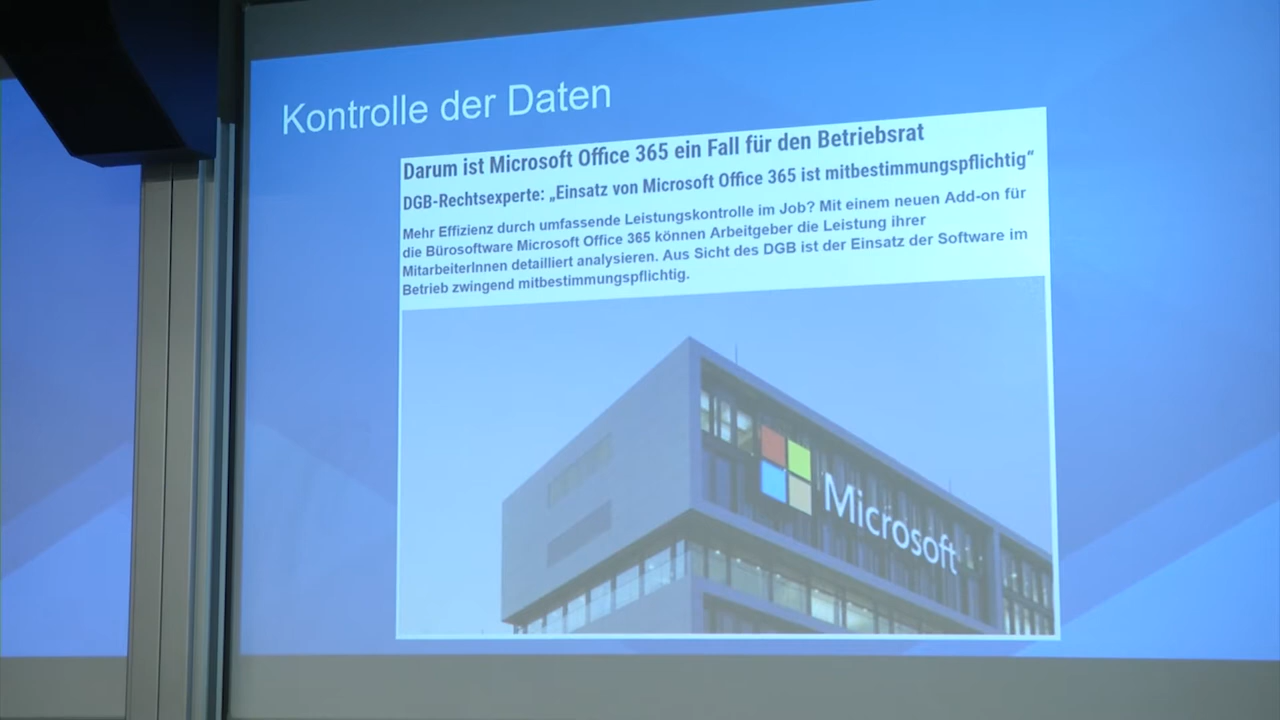 Kontrolle der Daten
Darum ist Microsoft Office 365 ein Fall für den Betriebsrat
DGB-Rechtsexperte: „Einsatz von Microsoft Office 365 ist mitbestimmungspflichtig“
Mehr Effizienz durch umfassende Leistungskontrolle im Job? Mit einem neuen Add-on für
die Bürosoftware Microsoft Office 365 können Arbeitgeber die Leistung ihrer
MitarbeiterInnen detailliert analysieren. Aus Sicht des DGB ist der Einsatz der Software im
Betrieb zwingend mitbestimmungspflichtig.
Microsoft